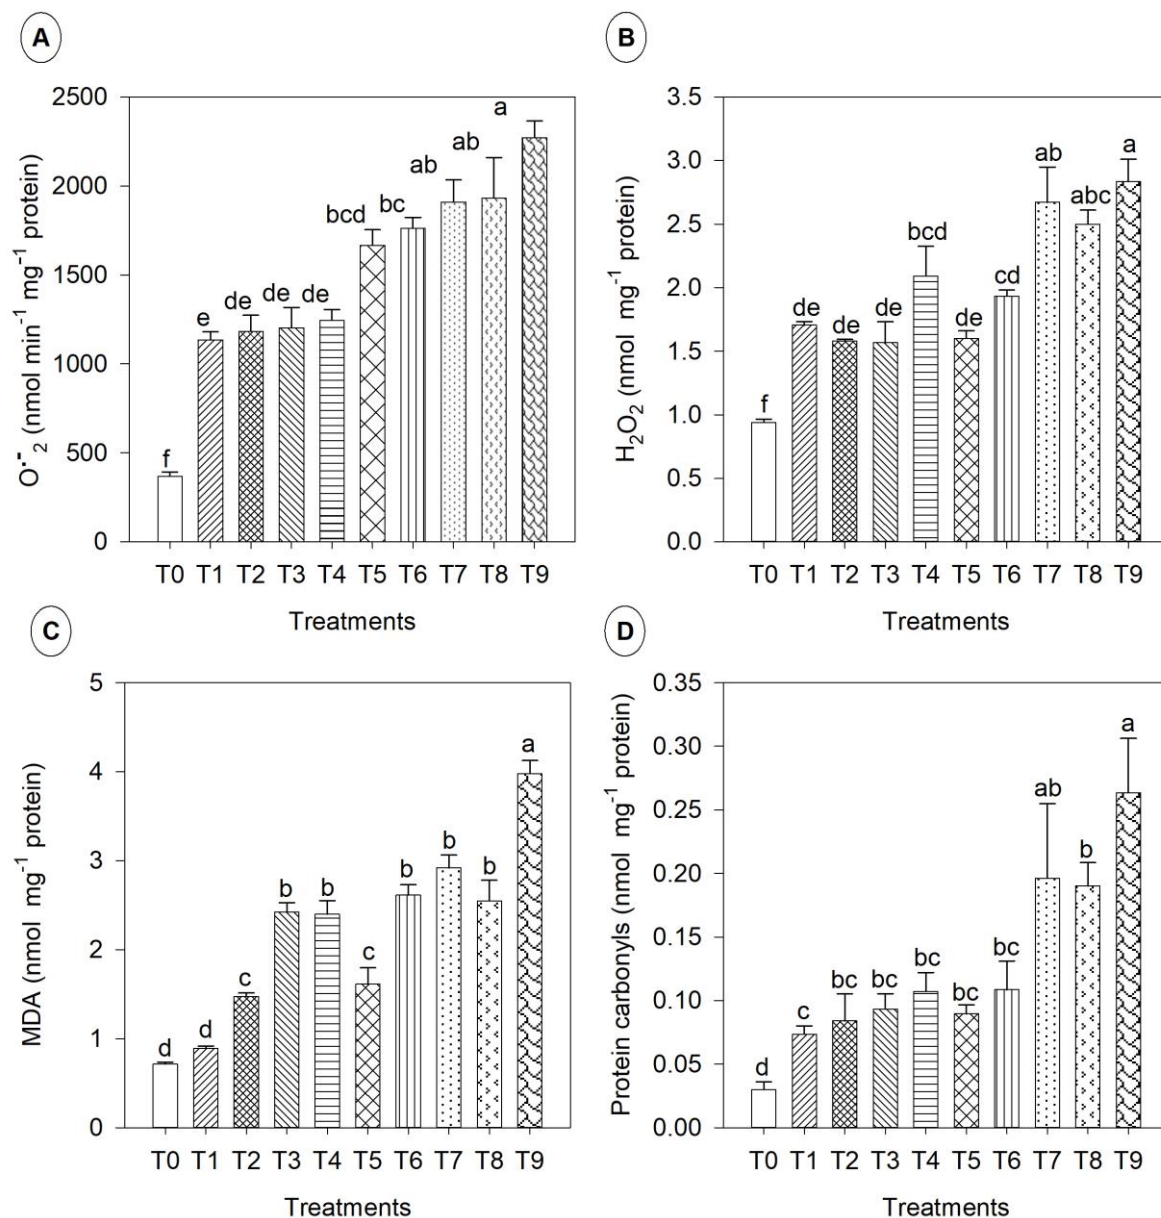 A
O•-2 (nmol min-1 mg-1 protein)
2500
2000
1500
1000
500
0
f
e
de
de
de
bcd
bc
ab
ab
a
T0 T1 T2 T3 T4 T5 T6 T7 T8 T9
Treatments
B
H2O2 (nmol mg-1 protein)
3.5
3.0
2.5
2.0
1.5
1.0
0.5
0.0
f
de
de
de
bcd
de
cd
ab
abc
a
T0 T1 T2 T3 T4 T5 T6 T7 T8 T9
Treatments
C
MDA (nmol mg-1 protein)
5
4
3
2
1
0
d
d
c
b
b
c
b
b
b
a
T0 T1 T2 T3 T4 T5 T6 T7 T8 T9
Treatments
D
Protein carbonyls (nmol mg-1 protein)
0.35
0.30
0.25
0.20
0.15
0.10
0.05
0.00
d
c
bc
bc
bc
bc
bc
ab
b
a
T0 T1 T2 T3 T4 T5 T6 T7 T8 T9
Treatments